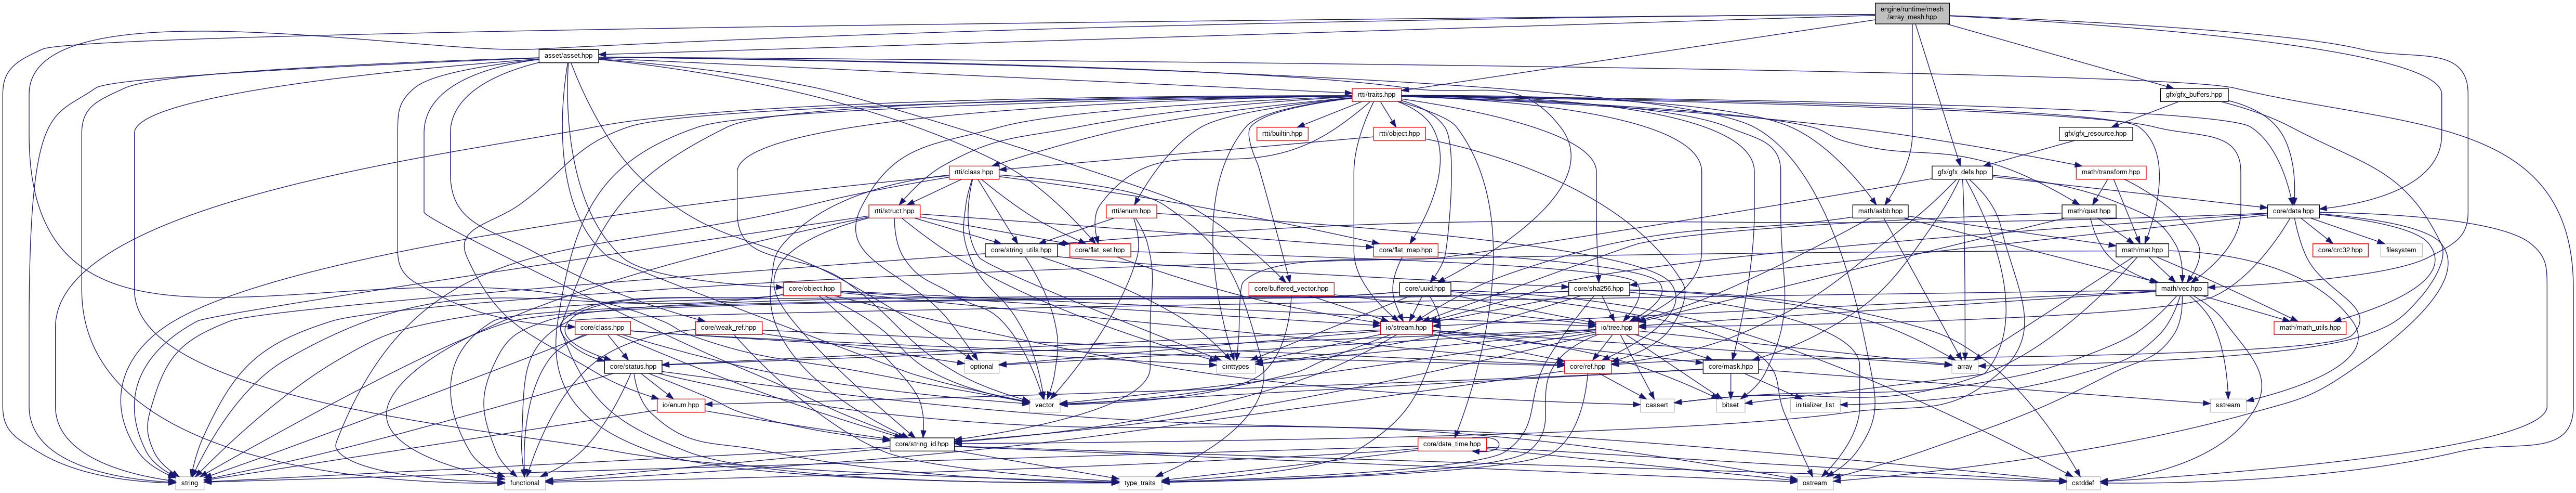 engine/runtime/mesh
/array_mesh.hpp
asset/asset.hpp
rtti/traits.hpp
gfx/gfx_buffers.hpp
rtti/builtin.hpp
rtti/object.hpp
gfx/gfx_resource.hpp
rtti/class.hpp
gfx/gfx_defs.hpp
math/transform.hpp
rtti/struct.hpp
rtti/enum.hpp
math/aabb.hpp
math/quat.hpp
core/data.hpp
core/string_utils.hpp
core/flat_set.hpp
core/flat_map.hpp
math/mat.hpp
core/crc32.hpp
filesystem
core/object.hpp
core/buffered_vector.hpp
core/uuid.hpp
core/sha256.hpp
math/vec.hpp
core/class.hpp
core/weak_ref.hpp
io/stream.hpp
io/tree.hpp
math/math_utils.hpp
core/status.hpp
optional
cinttypes
core/ref.hpp
core/mask.hpp
array
io/enum.hpp
vector
cassert
bitset
initializer_list
sstream
core/string_id.hpp
core/date_time.hpp
string
functional
type_traits
ostream
cstddef